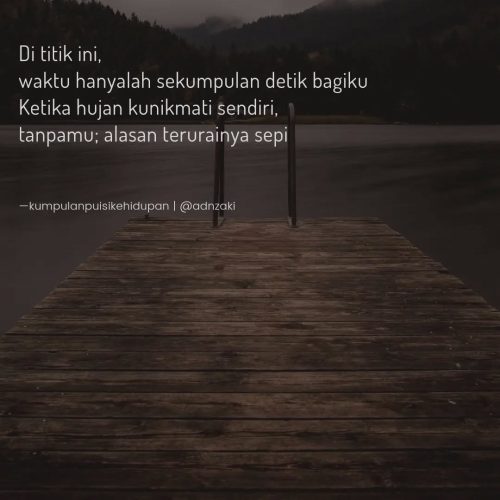 Di titik ini,
waktu hanyalah sekumpulan detik bagiku
Ketika hujan kunikmati sendiri,
tanpamu; alasan terurainya sepi
—kumpulanpuisikehidupan | @adnzaki